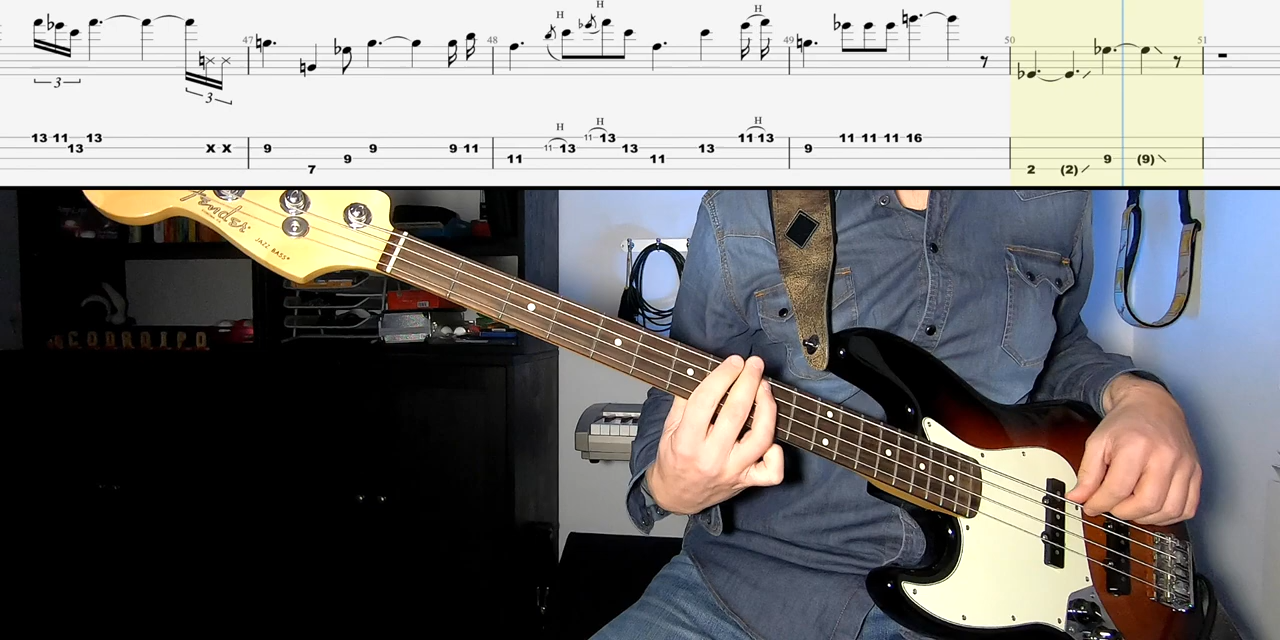 H H H
3 3
47 48 49 50 51
H H H
13 11 13 13 X X 9 7 9 9 9 11 11 11 13 11 13 13 11 13 11 13 9 11 11 11 16 2 (2) 9 (9)
Fender
JAZZ BASS